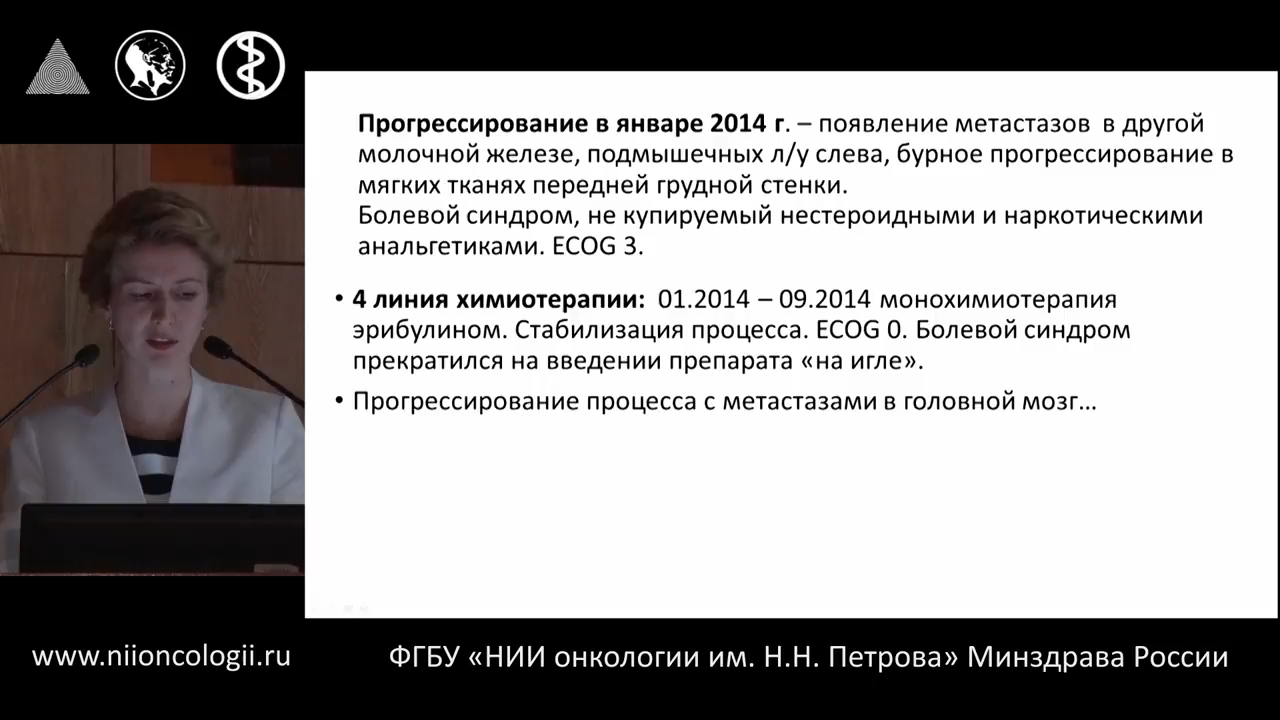 Прогрессирование в январе 2014 г. – появление метастазов в другой
молочной железе, подмышечных л/у слева, бурное прогрессирование в
мягких тканях передней грудной стенки.
Болевой синдром, не купируемый нестероидными и наркотическими
анальгетиками. ECOG 3.
• 4 линия химиотерапии: 01.2014 – 09.2014 монохимиотерапия
эрибулином. Стабилизация процесса. ECOG 0. Болевой синдром
прекратился на введении препарата «на игле».
• Прогрессирование процесса с метастазами в головной мозг…
www.niioncologii.ru
ФГБУ «НИИ онкологии им. Н.Н. Петрова» Минздрава России